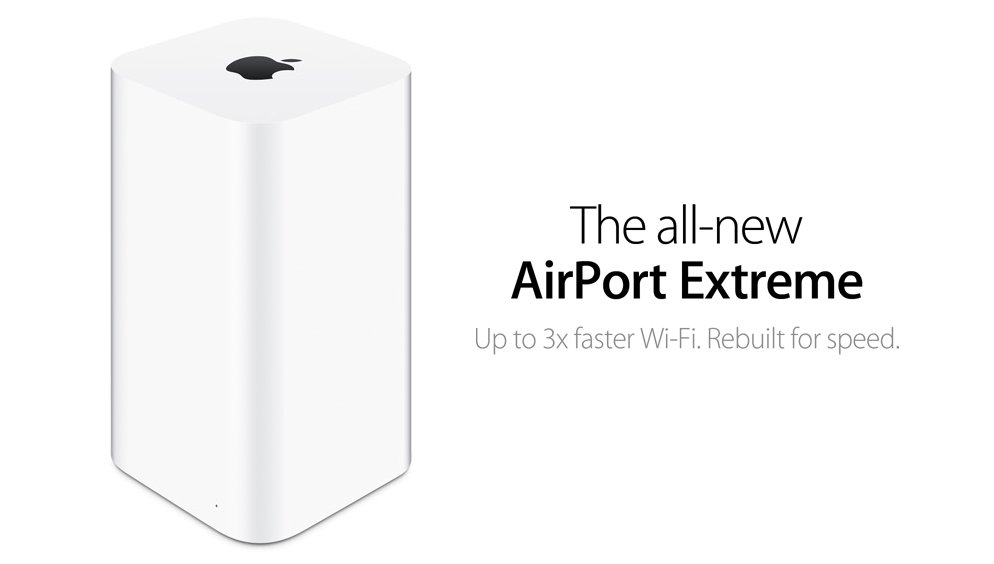 The all-new
AirPort Extreme
Up to 3x faster Wi-Fi. Rebuilt for speed.